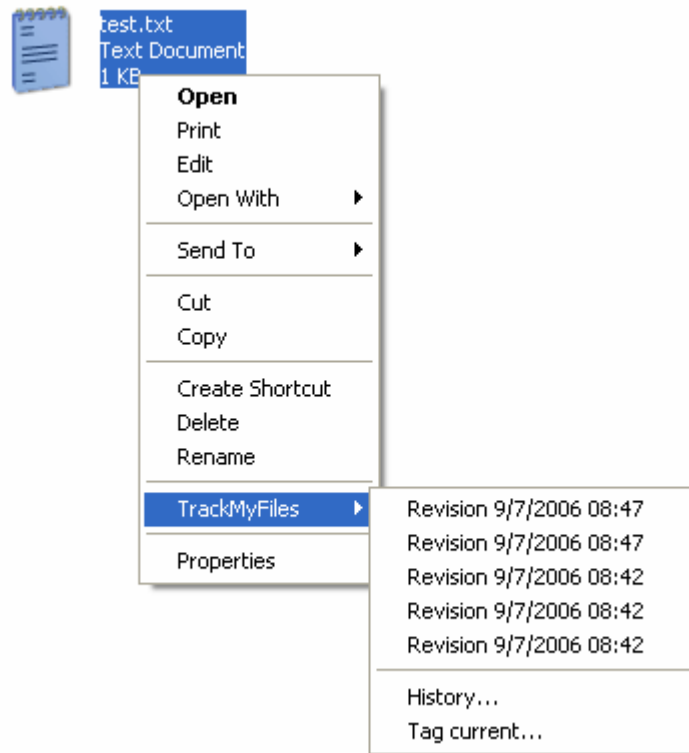 test.txt
Text Document
1 KB
Open
Print
Edit
Open With
Send To
Cut
Copy
Create Shortcut
Delete
Rename
TrackMyFiles
Properties
Revision 9/7/2006 08:47
Revision 9/7/2006 08:47
Revision 9/7/2006 08:42
Revision 9/7/2006 08:42
Revision 9/7/2006 08:42
History...
Tag current...